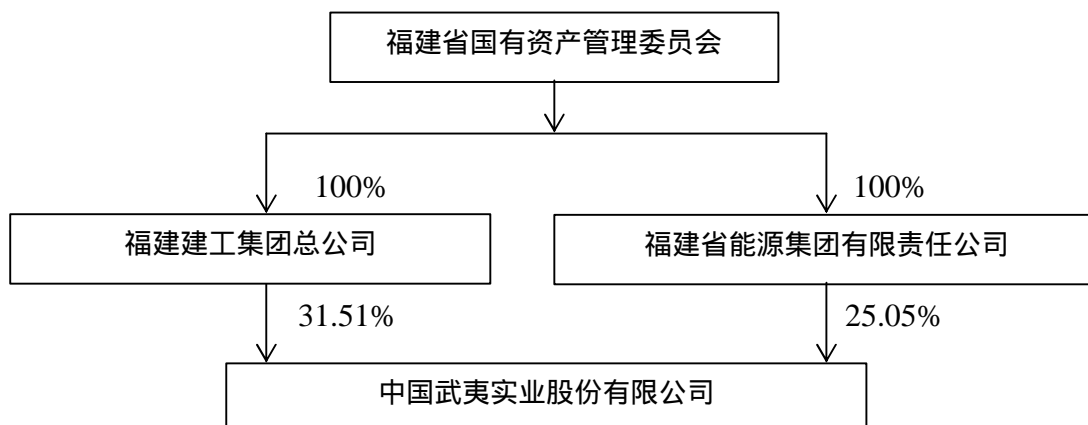 福建省国有资产管理委员会
100%
100%
福建建工集团总公司
福建省能源集团有限责任公司
31.51%
25.05%
中国武夷实业股份有限公司